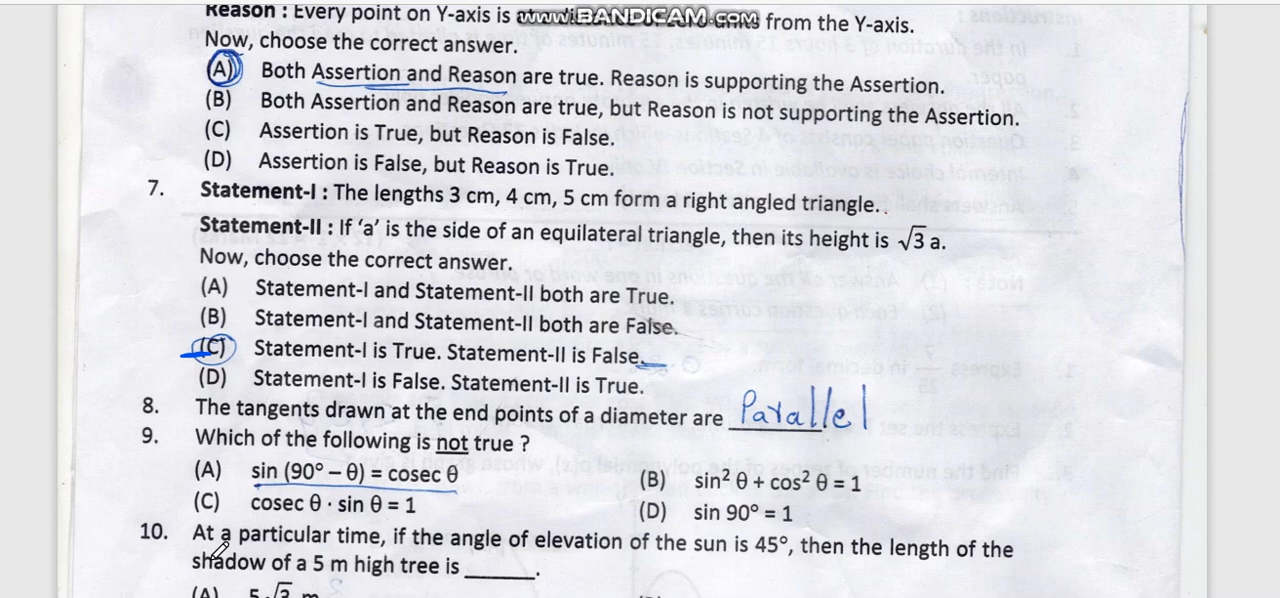 Reason : Every point on Y-axis is units from the Y-axis.
www.BANDICAM.com
Now, choose the correct answer.
(A) Both Assertion and Reason are true. Reason is supporting the Assertion.
(B) Both Assertion and Reason are true, but Reason is not supporting the Assertion.
(C) Assertion is True, but Reason is False.
(D) Assertion is False, but Reason is True.
7. Statement-I : The lengths 3 cm, 4 cm, 5 cm form a right angled triangle.
Statement-II : If ‘a’ is the side of an equilateral triangle, then its height is √3 a.
Now, choose the correct answer.
(A) Statement-I and Statement-II both are True.
(B) Statement-I and Statement-II both are False.
(C) Statement-I is True. Statement-II is False.
(D) Statement-I is False. Statement-II is True.
8. The tangents drawn at the end points of a diameter are Parallel
9. Which of the following is not true ?
(A) sin (90° – θ) = cosec θ (B) sin² θ + cos² θ = 1
(C) cosec θ · sin θ = 1 (D) sin 90° = 1
10. At a particular time, if the angle of elevation of the sun is 45°, then the length of the
shadow of a 5 m high tree is ______.
(A) 5√3 m